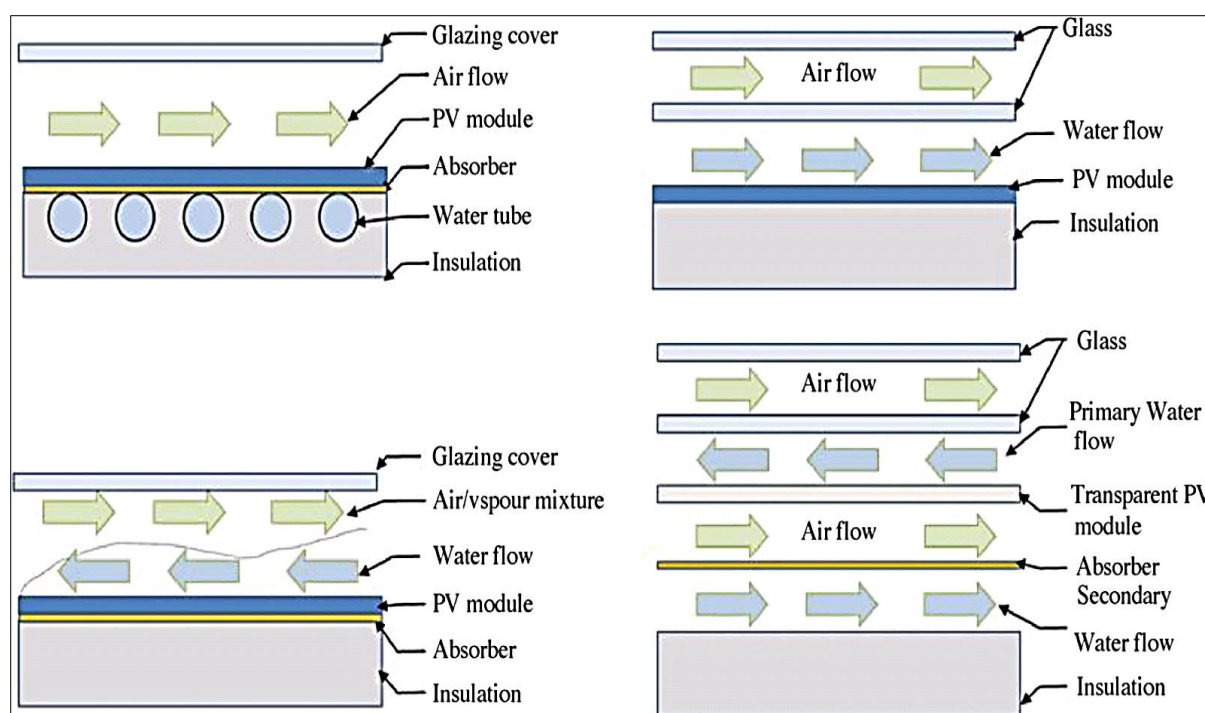 Glazing cover
Air flow
PV module
Absorber
Water tube
Insulation
Glass
Air flow
Water flow
PV module
Insulation
Glazing cover
Air/vspour mixture
Water flow
PV module
Absorber
Insulation
Glass
Air flow
Primary Water
flow
Transparent PV
module
Air flow
Absorber
Secondary
Water flow
Insulation